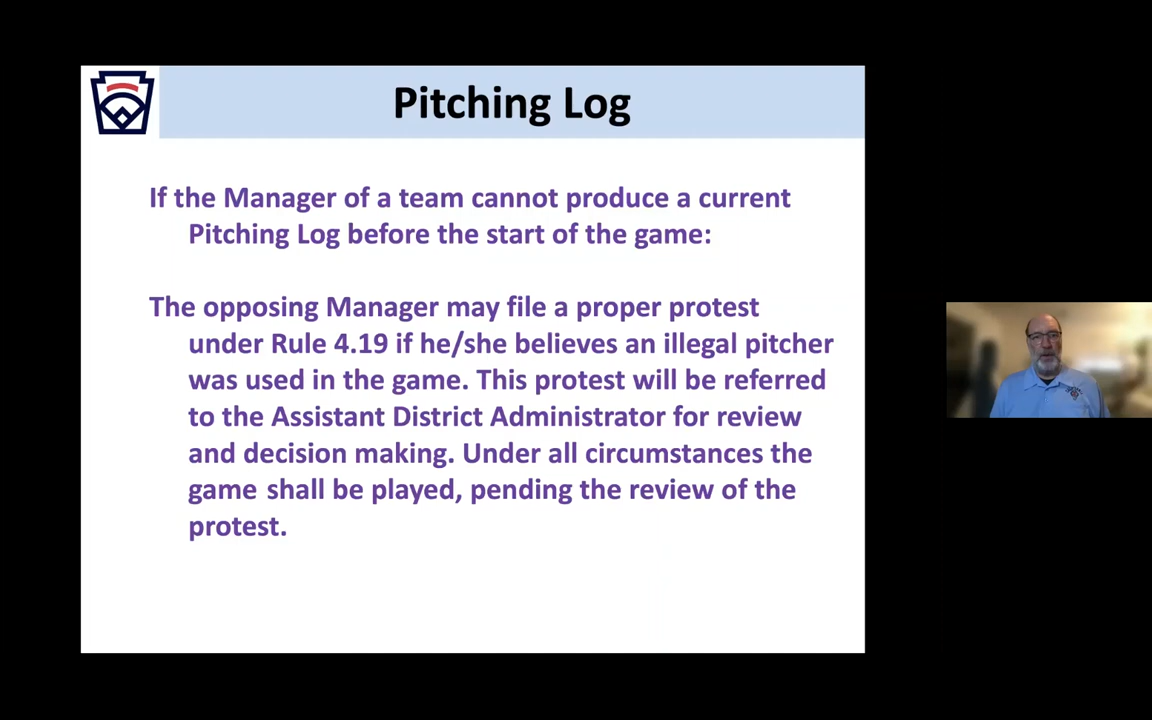 Pitching Log
If the Manager of a team cannot produce a current
Pitching Log before the start of the game:
The opposing Manager may file a proper protest
under Rule 4.19 if he/she believes an illegal pitcher
was used in the game. This protest will be referred
to the Assistant District Administrator for review
and decision making. Under all circumstances the
game shall be played, pending the review of the
protest.